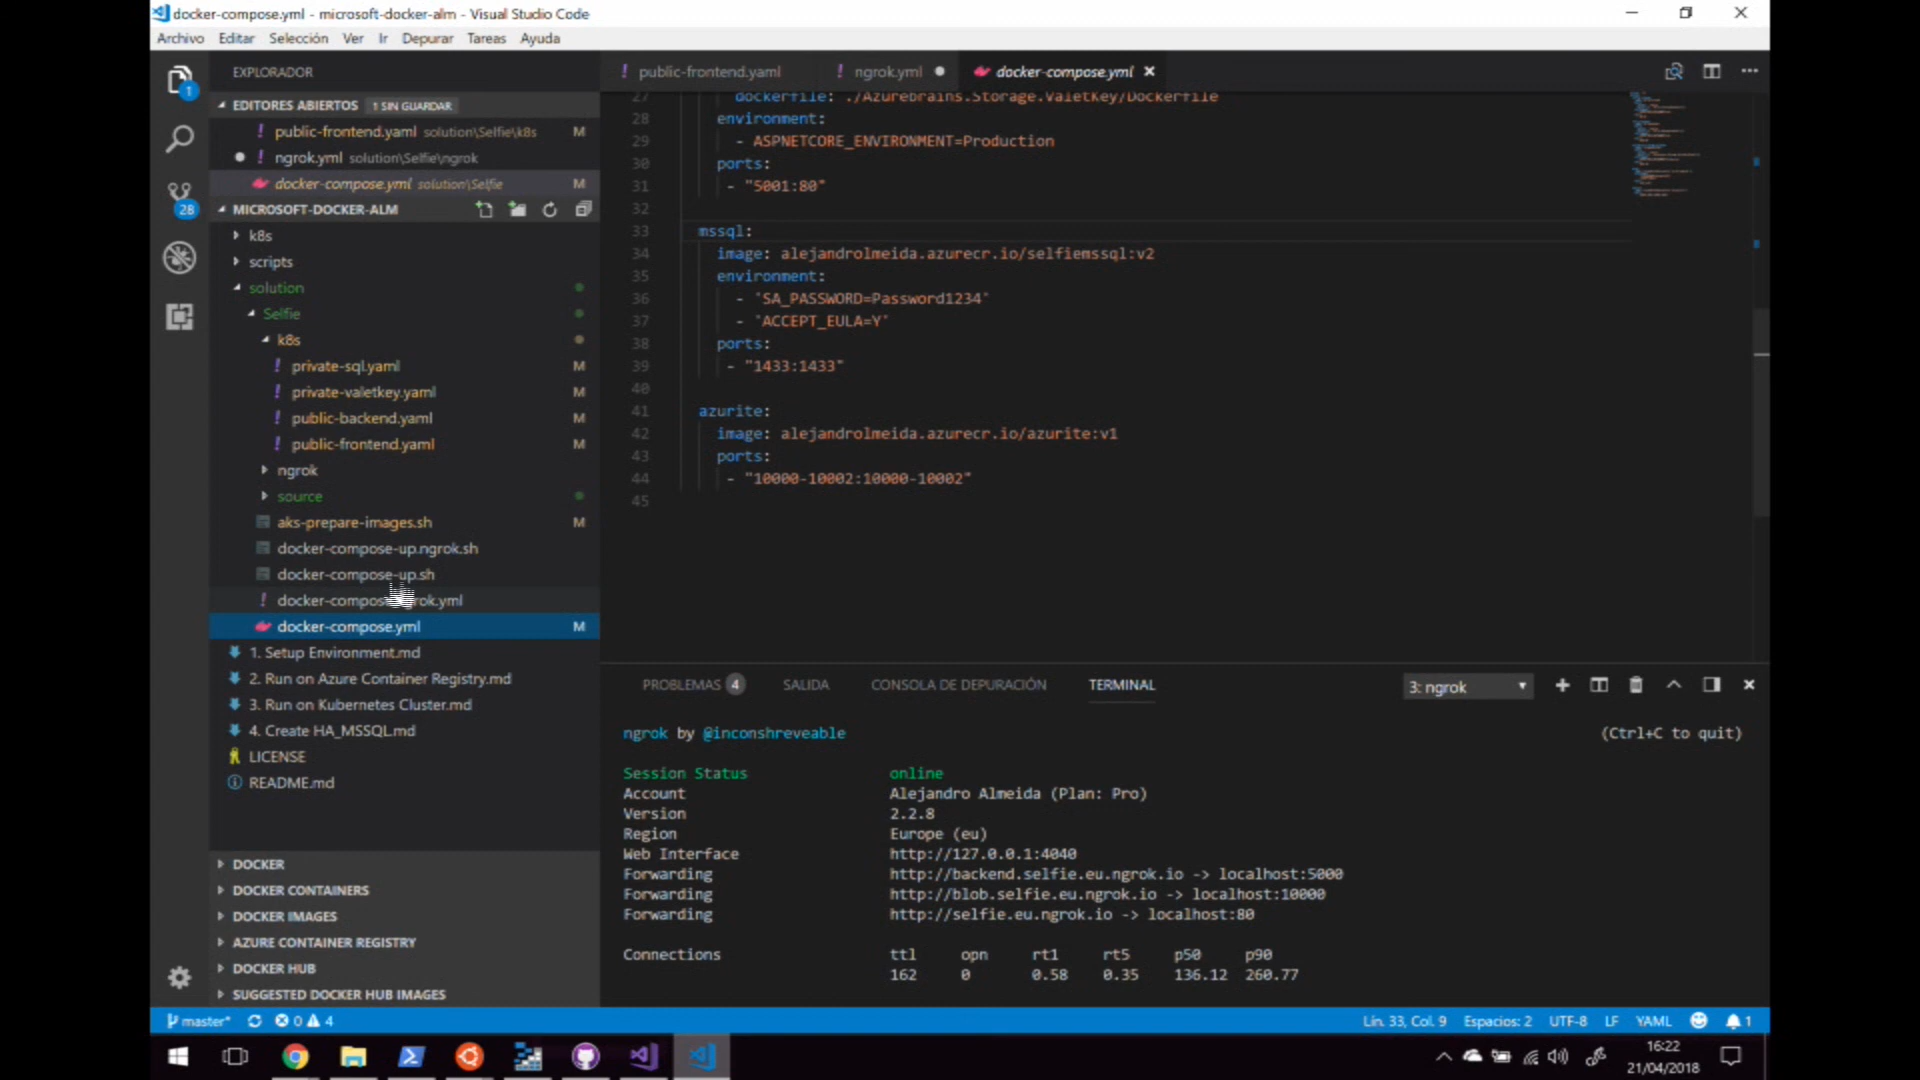 docker-compose.yml - microsoft-docker-alm - Visual Studio Code
Archivo Editar Selección Ver Ir Depurar Tareas Ayuda
EXPLORADOR
1
28
EDITORES ABIERTOS 1 SIN GUARDAR
! public-frontend.yaml solution\Selfie\k8s M
! ngrok.yml solution\Selfie\ngrok
docker-compose.yml solution\Selfie M
MICROSOFT-DOCKER-ALM
k8s
scripts
solution
Selfie
k8s
! private-sql.yaml M
! private-valetkey.yaml M
! public-backend.yaml M
! public-frontend.yaml M
ngrok
source
aks-prepare-images.sh M
docker-compose-up.ngrok.sh
docker-compose-up.sh
! docker-compose rok.yml
docker-compose.yml M
1. Setup Environment.md
2. Run on Azure Container Registry.md
3. Run on Kubernetes Cluster.md
4. Create HA_MSSQL.md
LICENSE
README.md
DOCKER
DOCKER CONTAINERS
DOCKER IMAGES
AZURE CONTAINER REGISTRY
DOCKER HUB
SUGGESTED DOCKER HUB IMAGES
! public-frontend.yaml ! ngrok.yml docker-compose.yml
27 dockerfile: ./Azurebrains.Storage.ValetKey/Dockerfile
28 environment:
29 - ASPNETCORE_ENVIRONMENT=Production
30 ports:
31 - "5001:80"
32
33 mssql:
34 image: alejandrolmeida.azurecr.io/selfiemssql:v2
35 environment:
36 - 'SA_PASSWORD=Password1234'
37 - 'ACCEPT_EULA=Y'
38 ports:
39 - "1433:1433"
40
41 azurite:
42 image: alejandrolmeida.azurecr.io/azurite:v1
43 ports:
44 - "10000-10002:10000-10002"
45
PROBLEMAS 4 SALIDA CONSOLA DE DEPURACIÓN TERMINAL 3: ngrok
ngrok by @inconshreveable (Ctrl+C to quit)
Session Status online
Account Alejandro Almeida (Plan: Pro)
Version 2.2.8
Region Europe (eu)
Web Interface http://127.0.0.1:4040
Forwarding http://backend.selfie.eu.ngrok.io -> localhost:5000
Forwarding http://blob.selfie.eu.ngrok.io -> localhost:10000
Forwarding http://selfie.eu.ngrok.io -> localhost:80
Connections ttl opn rt1 rt5 p50 p90
162 0 0.58 0.35 136.12 260.77
master* 0 4 Lín. 33, Col. 9 Espacios: 2 UTF-8 LF YAML 1
16:22
21/04/2018